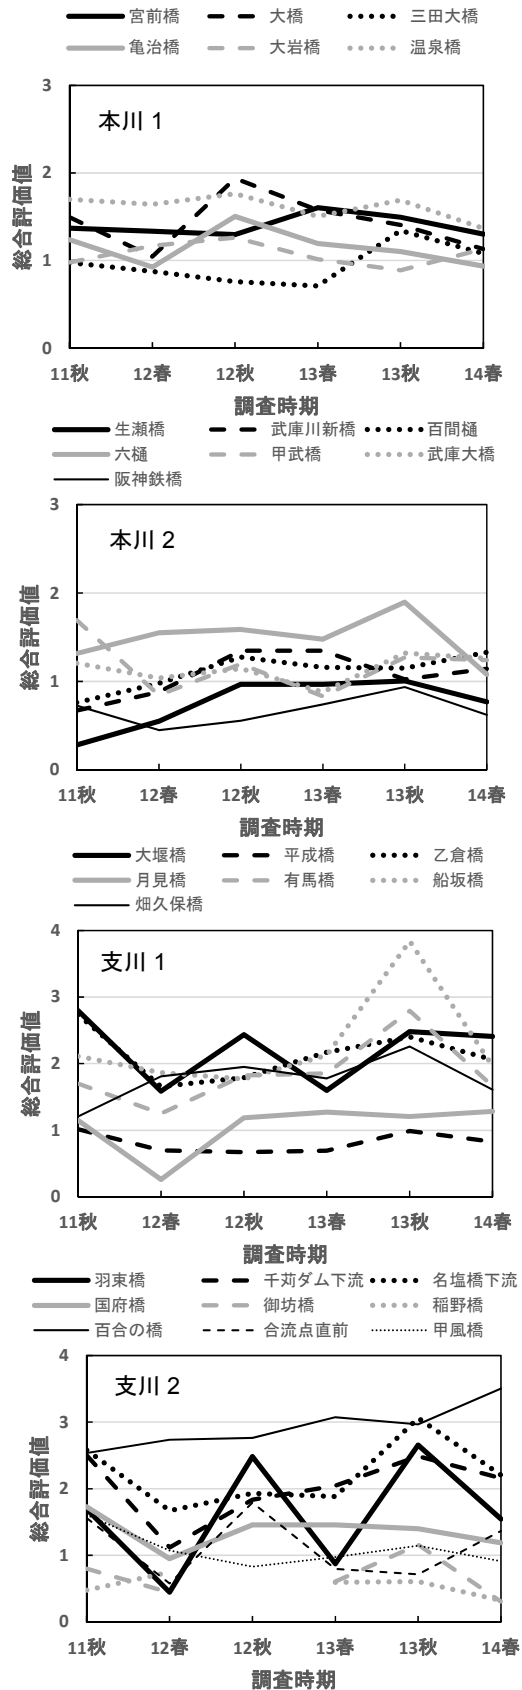 宮前橋 大橋 三田大橋
亀治橋 大岩橋 温泉橋
本川 1
3
2
1
0
総合評価値
11秋 12春 12秋 13春 13秋 14春
調査時期
生瀬橋 武庫川新橋 百間樋
六樋 甲武橋 武庫大橋
阪神鉄橋
本川 2
3
2
1
0
総合評価値
11秋 12春 12秋 13春 13秋 14春
調査時期
大堰橋 平成橋 乙倉橋
月見橋 有馬橋 船坂橋
畑久保橋
支川 1
4
3
2
1
0
総合評価値
11秋 12春 12秋 13春 13秋 14春
調査時期
羽束橋 千苅ダム下流 名塩橋下流
国府橋 御坊橋 稲野橋
百合の橋 合流点直前 甲風橋
支川 2
4
3
2
1
0
総合評価値
11秋 12春 12秋 13春 13秋 14春
調査時期